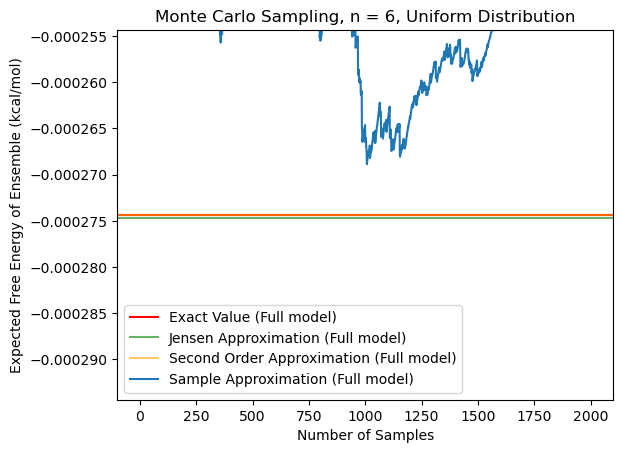 Monte Carlo Sampling, n = 6, Uniform Distribution
Expected Free Energy of Ensemble (kcal/mol)
−0.000255
−0.000260
−0.000265
−0.000270
−0.000275
−0.000280
−0.000285
−0.000290
Exact Value (Full model)
Jensen Approximation (Full model)
Second Order Approximation (Full model)
Sample Approximation (Full model)
0 250 500 750 1000 1250 1500 1750 2000
Number of Samples